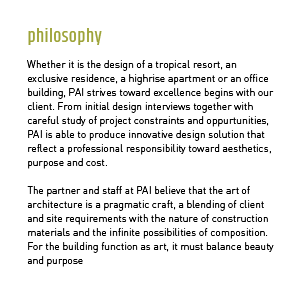 philosophy
Whether it is the design of a tropical resort, an
exclusive residence, a highrise apartment or an office
building, PAI strives toward excellence begins with our
client. From initial design interviews together with
careful study of project constraints and oppurtunities,
PAI is able to produce innovative design solution that
reflect a professional responsibility toward aesthetics,
purpose and cost.
The partner and staff at PAI believe that the art of
architecture is a pragmatic craft, a blending of client
and site requirements with the nature of construction
materials and the infinite possibilities of composition.
For the building function as art, it must balance beauty
and purpose